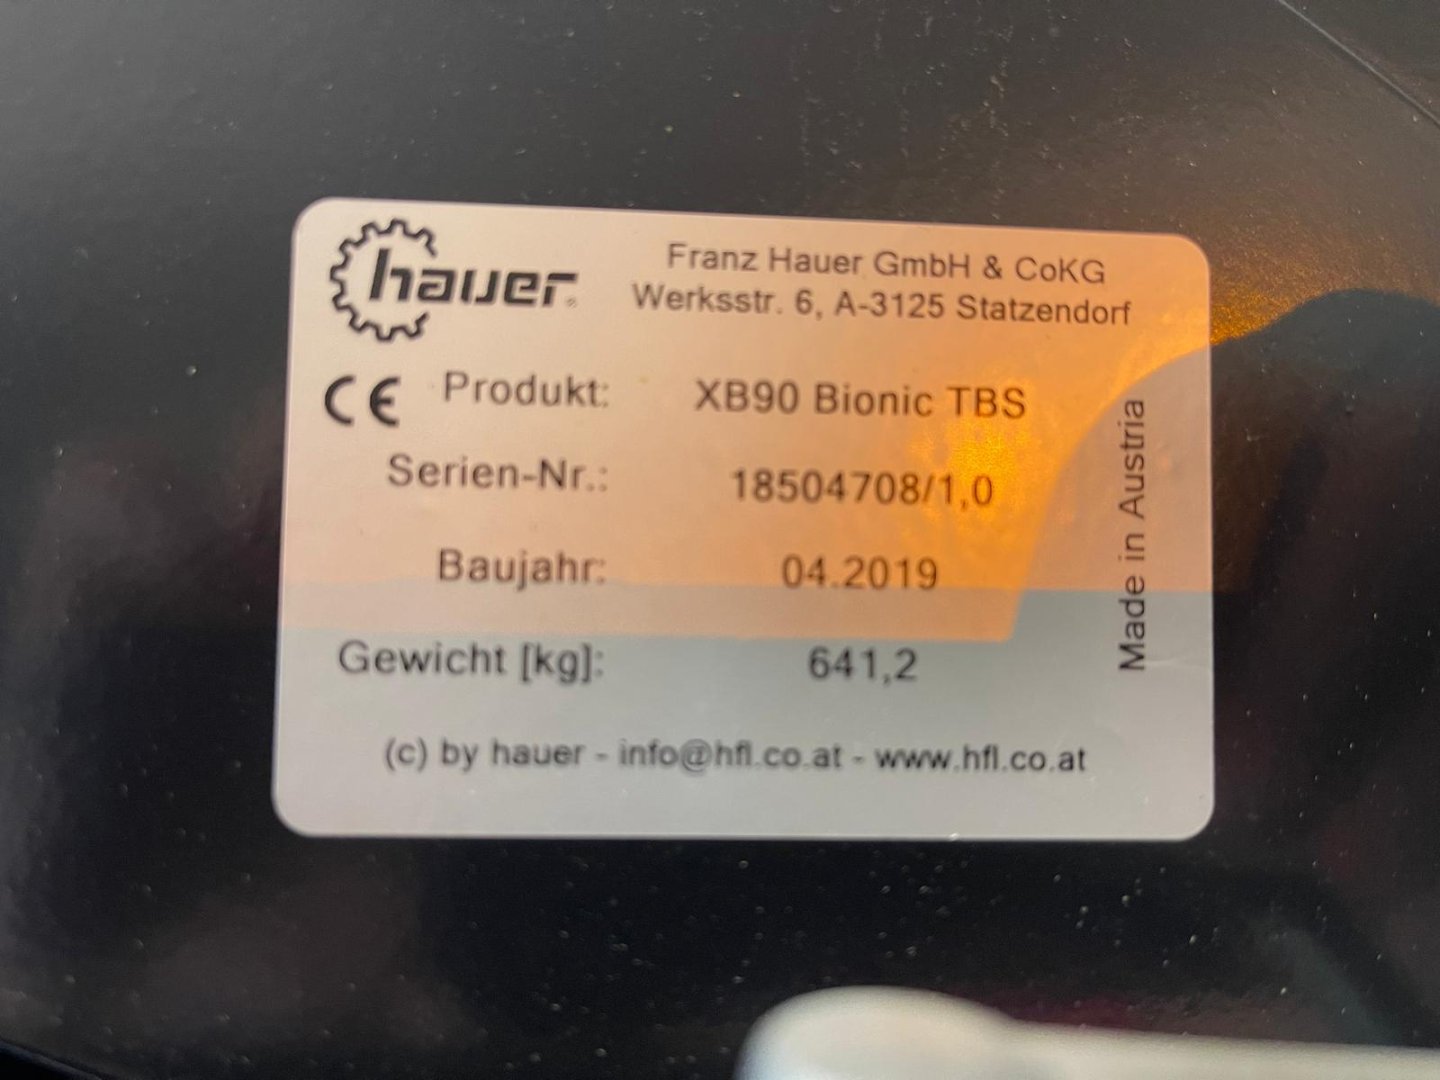 hauer®
Franz Hauer GmbH & CoKG
Werksstr. 6, A-3125 Statzendorf
CE Produkt: XB90 Bionic TBS
Serien-Nr.: 18504708/1,0
Baujahr: 04.2019
Gewicht [kg]: 641,2
Made in Austria
(c) by hauer - info@hfl.co.at - www.hfl.co.at